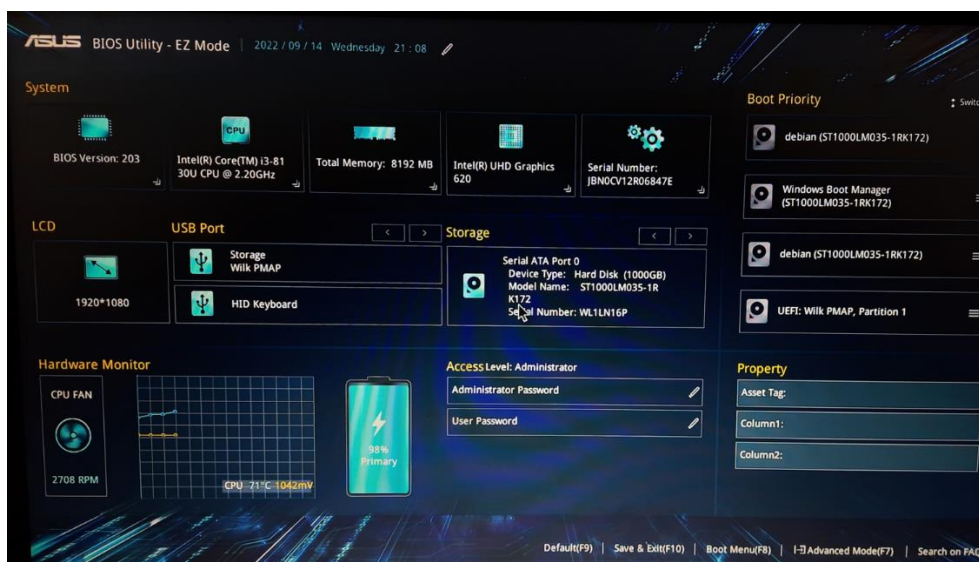 ASUS BIOS Utility - EZ Mode 2022 / 09 / 14 Wednesday 21 : 08
System
BIOS Version: 203
Intel(R) Core(TM) i3-81
30U CPU @ 2.20GHz
CPU
Total Memory: 8192 MB
Intel(R) UHD Graphics
620
Serial Number:
JBN0CV12R06847E
LCD
1920*1080
USB Port
Storage
Wilk PMAP
HID Keyboard
Storage
Serial ATA Port 0
Device Type: Hard Disk (1000GB)
Model Name: ST1000LM035-1R
K172
Serial Number: WL1LN16P
Boot Priority
debian (ST1000LM035-1RK172)
Windows Boot Manager
(ST1000LM035-1RK172)
debian (ST1000LM035-1RK172)
UEFI: Wilk PMAP, Partition 1
Hardware Monitor
CPU FAN
2708 RPM
CPU 71°C 1042mV
98%
Primary
Access Level: Administrator
Administrator Password
User Password
Property
Asset Tag:
Column1:
Column2:
Default(F9) | Save & Exit(F10) | Boot Menu(F8) | Advanced Mode(F7) | Search on FAQ